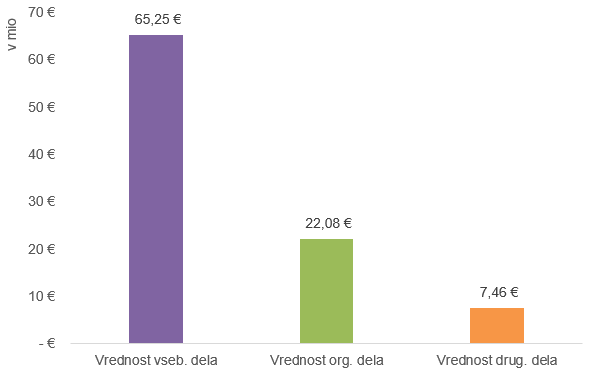 v mio
70 €
60 €
50 €
40 €
30 €
20 €
10 €
- €
65,25 €
22,08 €
7,46 €
Vrednost vseb. dela
Vrednost org. dela
Vrednost drug. dela